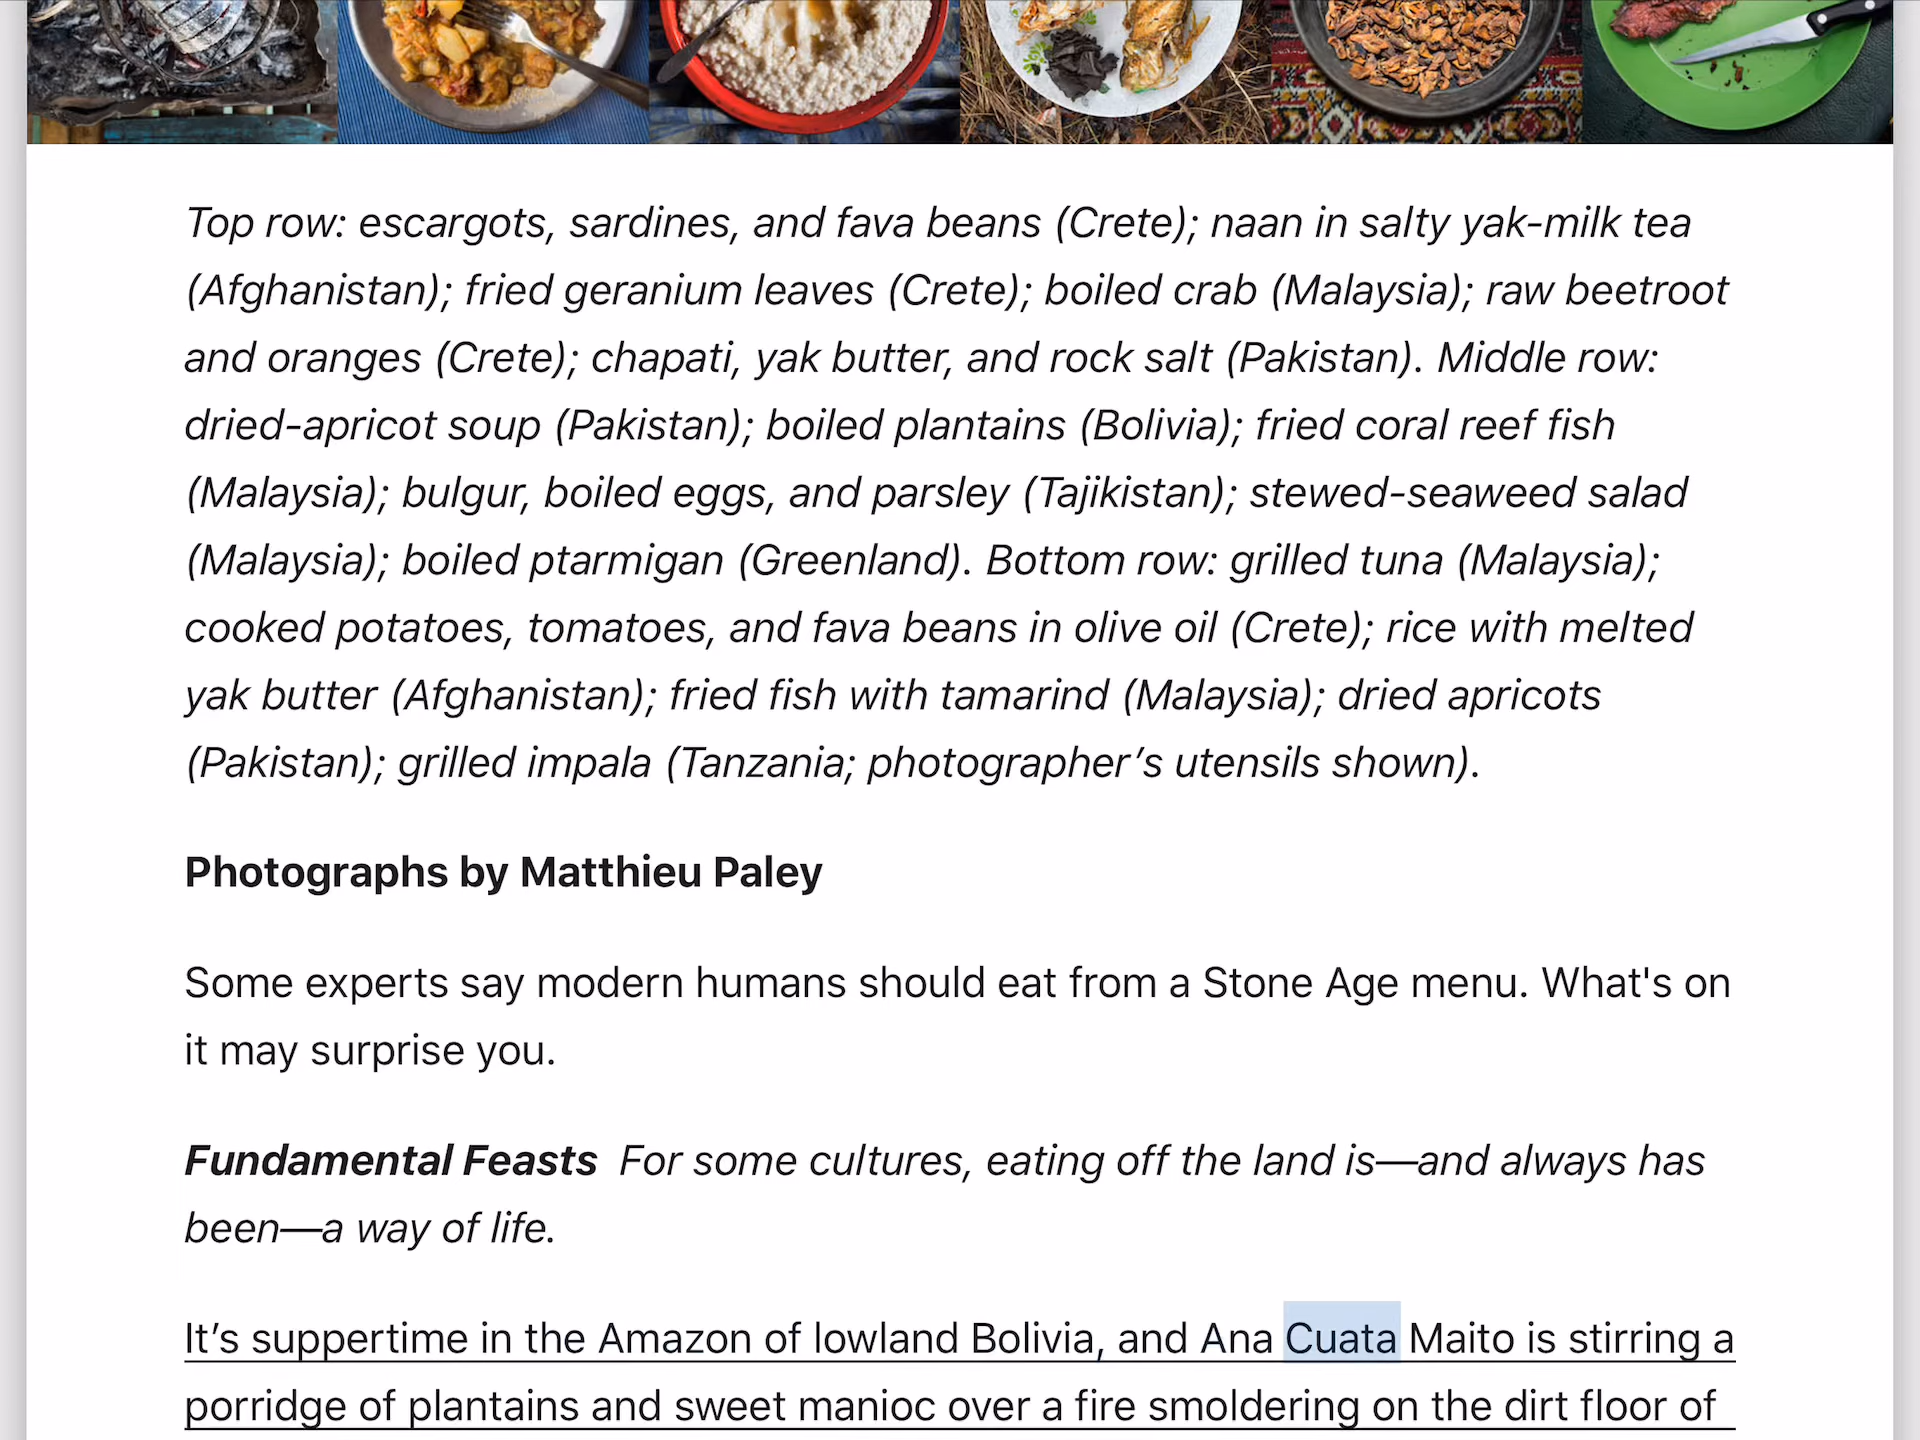 Top row: escargots, sardines, and fava beans (Crete); naan in salty yak-milk tea
(Afghanistan); fried geranium leaves (Crete); boiled crab (Malaysia); raw beetroot
and oranges (Crete); chapati, yak butter, and rock salt (Pakistan). Middle row:
dried-apricot soup (Pakistan); boiled plantains (Bolivia); fried coral reef fish
(Malaysia); bulgur, boiled eggs, and parsley (Tajikistan); stewed-seaweed salad
(Malaysia); boiled ptarmigan (Greenland). Bottom row: grilled tuna (Malaysia);
cooked potatoes, tomatoes, and fava beans in olive oil (Crete); rice with melted
yak butter (Afghanistan); fried fish with tamarind (Malaysia); dried apricots
(Pakistan); grilled impala (Tanzania; photographer’s utensils shown).
Photographs by Matthieu Paley
Some experts say modern humans should eat from a Stone Age menu. What's on
it may surprise you.
Fundamental Feasts  For some cultures, eating off the land is—and always has
been—a way of life.
It’s suppertime in the Amazon of lowland Bolivia, and Ana Cuata Maito is stirring a
porridge of plantains and sweet manioc over a fire smoldering on the dirt floor of